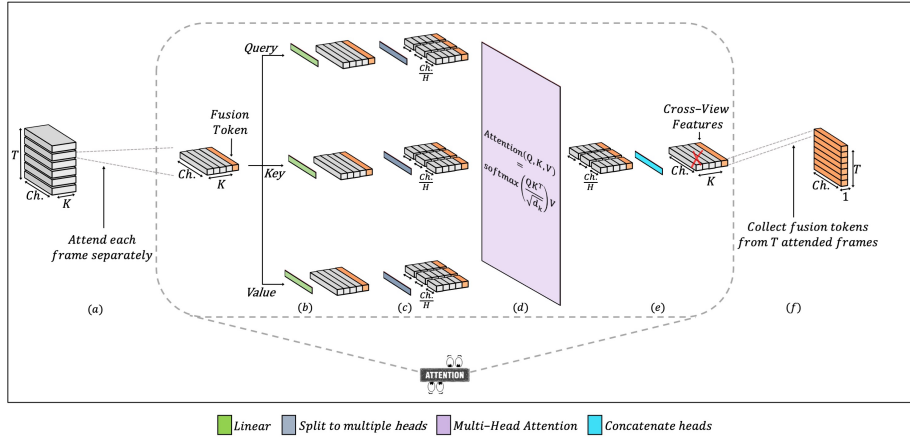 Query
Ch.
H
Fusion
Token
T
Ch.
K
Attend each
frame separately
(a)
Ch.
K
Key
Ch.
H
Value
(b)
Ch.
H
(c)
Attention(Q, K, V)
=
softmax(QKᵀ/√dₖ)V
(d)
Ch.
H
Cross–View
Features
Ch.
K
(e)
T
Ch.
1
Collect fusion tokens
from T attended frames
(f)
ATTENTION
Linear
Split to multiple heads
Multi–Head Attention
Concatenate heads